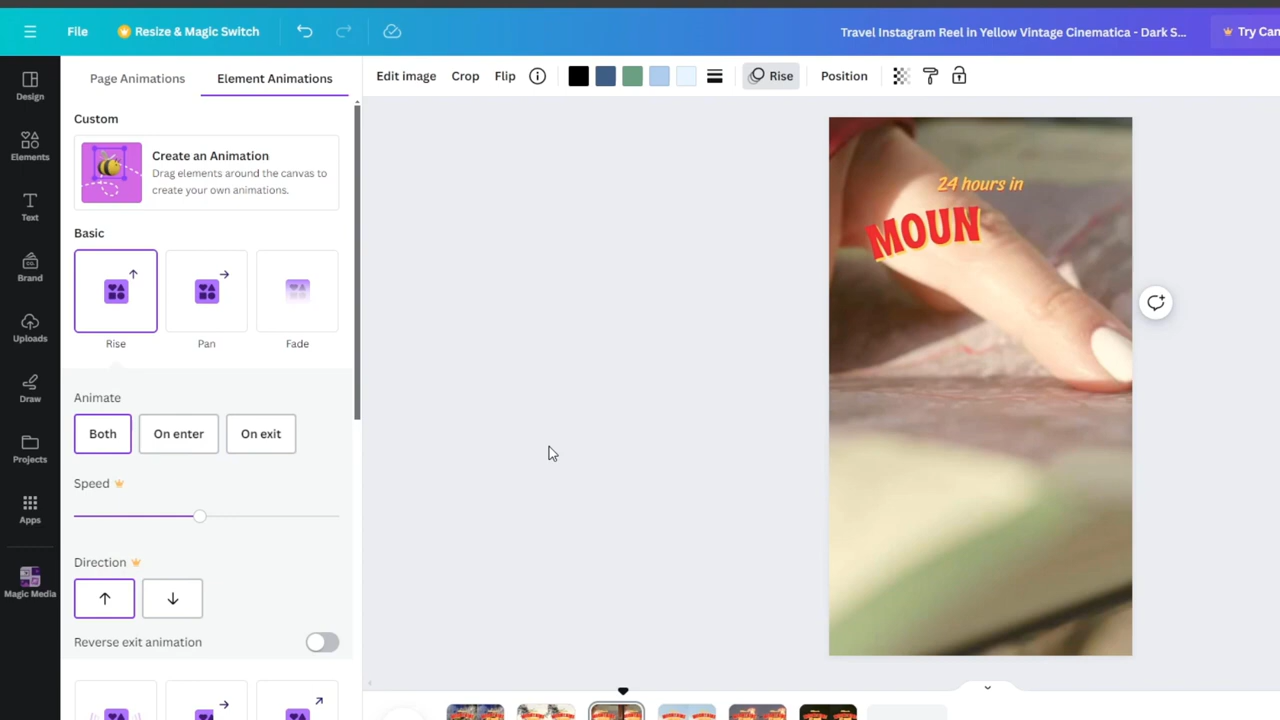 File
Resize & Magic Switch
Travel Instagram Reel in Yellow Vintage Cinematica - Dark S...
Try Can
Design
Elements
Text
Brand
Uploads
Draw
Projects
Apps
Magic Media
Page Animations
Element Animations
Custom
Create an Animation
Drag elements around the canvas to
create your own animations.
Basic
Rise
Pan
Fade
Animate
Both
On enter
On exit
Speed
Direction
Reverse exit animation
Edit image
Crop
Flip
Rise
Position
24 hours in
MOUN